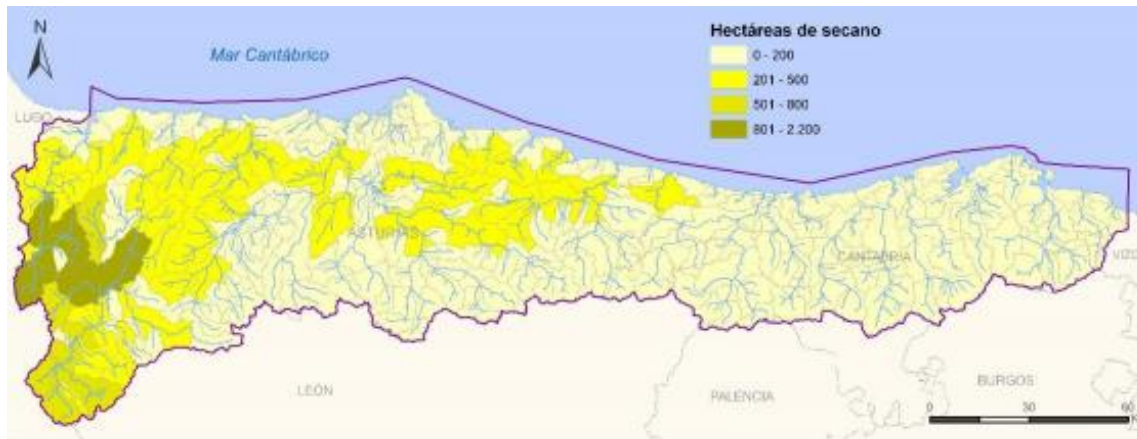 N
Mar Cantábrico
Hectáreas de secano
0 - 200
201 - 500
501 - 800
801 - 2.200
LUGO
ASTURIAS
CANTABRIA
LEÓN
PALENCIA
BURGOS
0 30 60